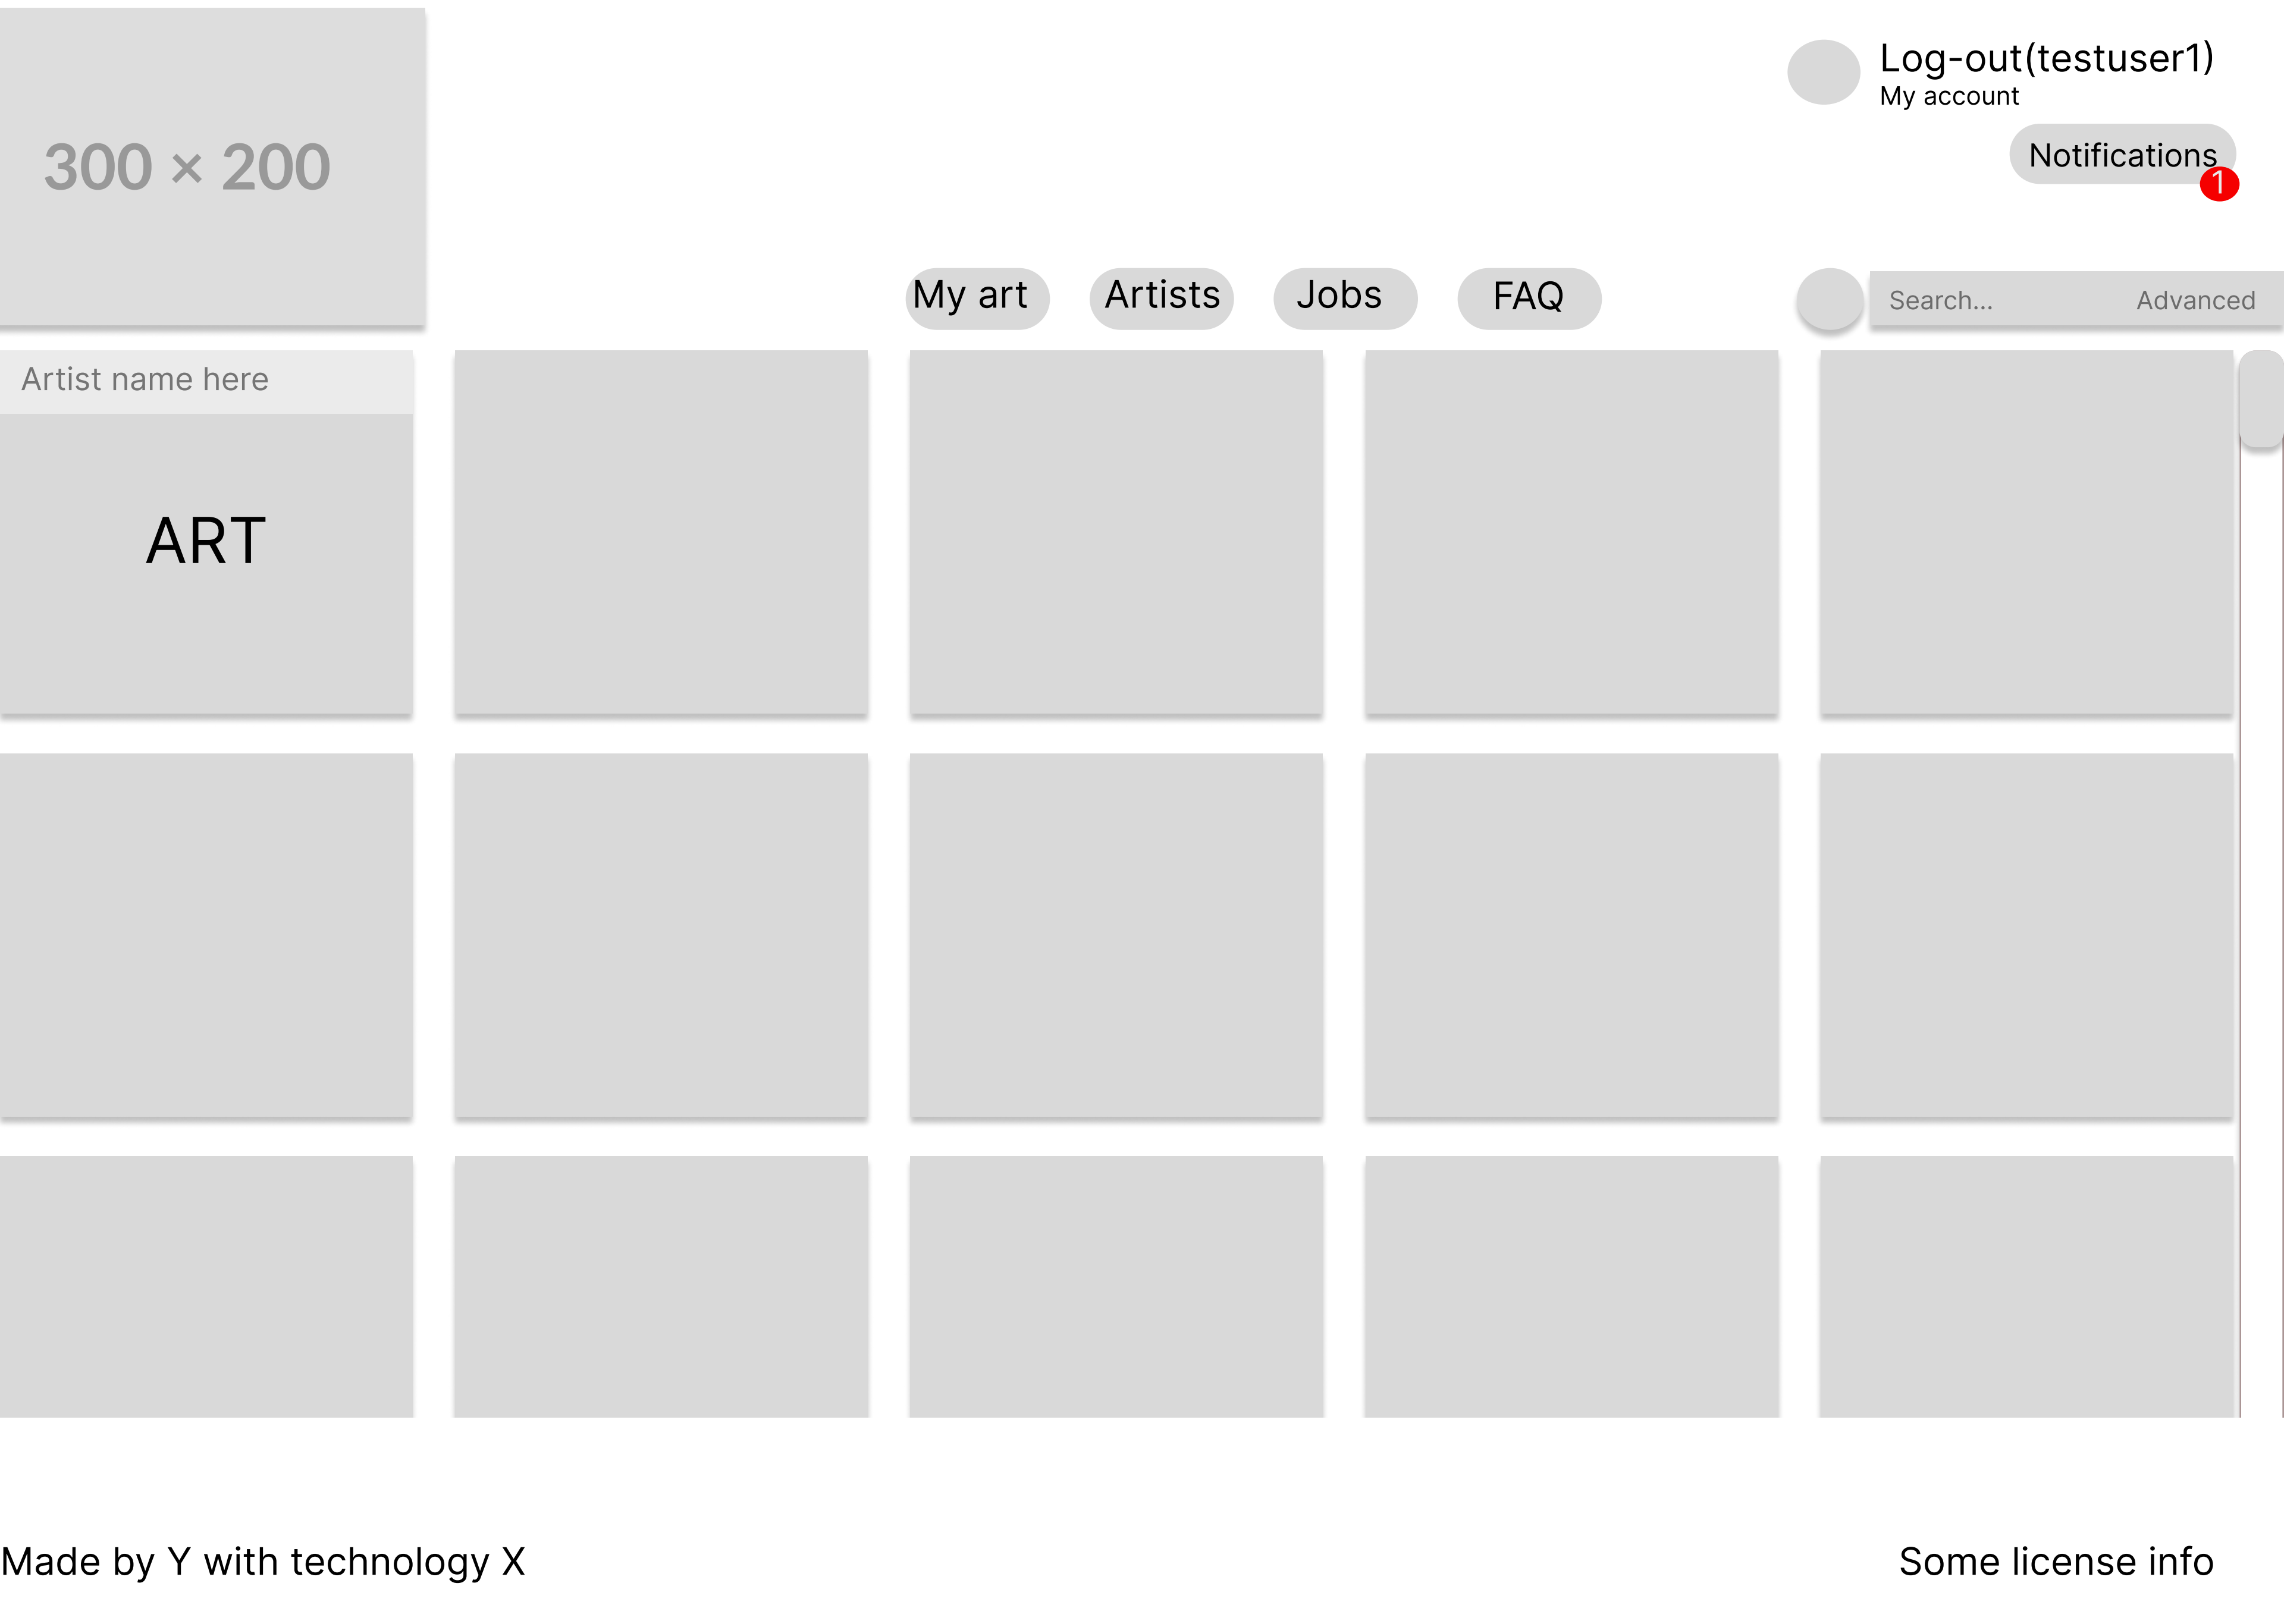 300 × 200
Log-out(testuser1)
My account
Notifications
1
My art
Artists
Jobs
FAQ
Search...
Advanced
Artist name here
ART
Made by Y with technology X
Some license info